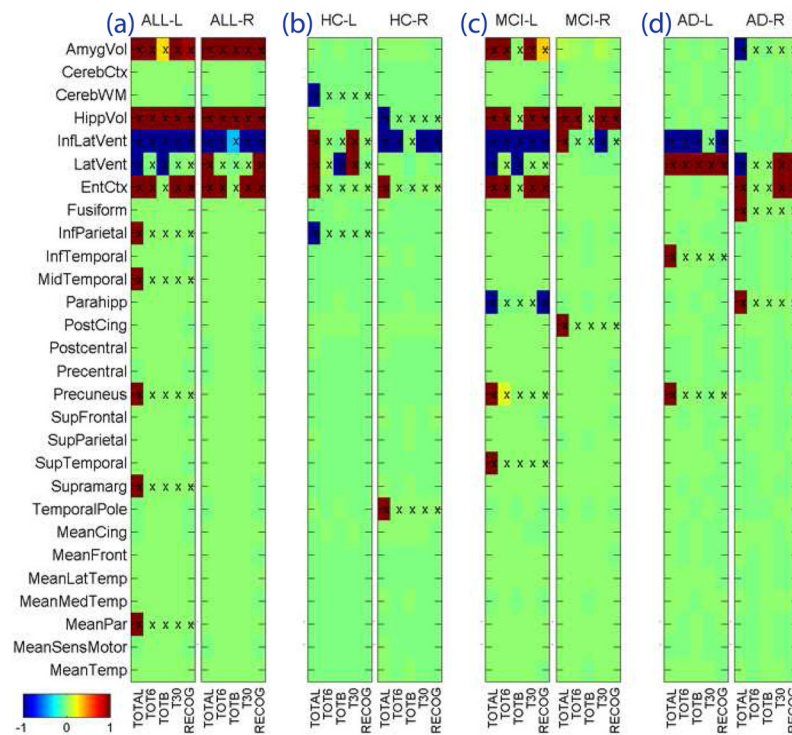 (a) ALL-L ALL-R (b) HC-L HC-R (c) MCI-L MCI-R (d) AD-L AD-R
AmygVol
CerebCtx
CerebWM
HippVol
InfLatVent
LatVent
EntCtx
Fusiform
InfParietal
InfTemporal
MidTemporal
Parahipp
PostCing
Postcentral
Precentral
Precuneus
SupFrontal
SupParietal
SupTemporal
Supramarg
TemporalPole
MeanCing
MeanFront
MeanLatTemp
MeanMedTemp
MeanPar
MeanSensMotor
MeanTemp
TOTAL TOT6 TOTB T30 RECOG TOTAL TOT6 TOTB T30 RECOG TOTAL TOT6 TOTB T30 RECOG TOTAL TOT6 TOTB T30 RECOG TOTAL TOT6 TOTB T30 RECOG TOTAL TOT6 TOTB T30 RECOG TOTAL TOT6 TOTB T30 RECOG TOTAL TOT6 TOTB T30 RECOG
-1 0 1